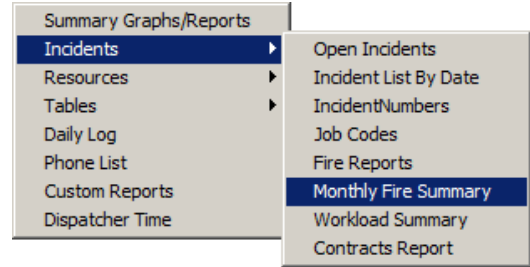 Summary Graphs/Reports
Incidents
Resources
Tables
Daily Log
Phone List
Custom Reports
Dispatcher Time
Open Incidents
Incident List By Date
IncidentNumbers
Job Codes
Fire Reports
Monthly Fire Summary
Workload Summary
Contracts Report